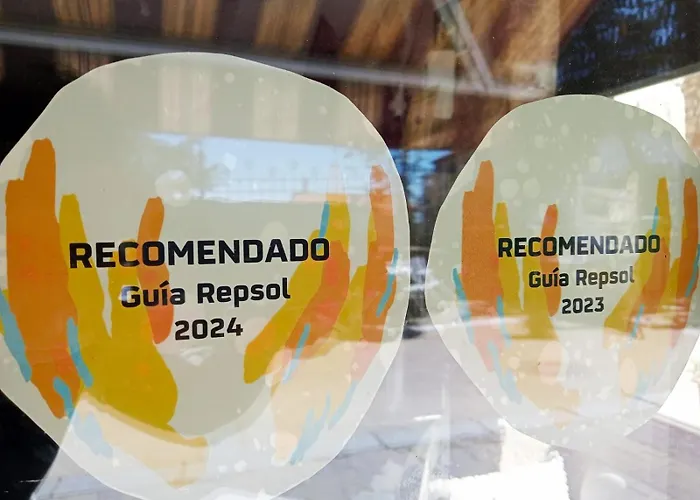 RECOMENDADO
Guía Repsol
2024
RECOMENDADO
Guía Repsol
2023